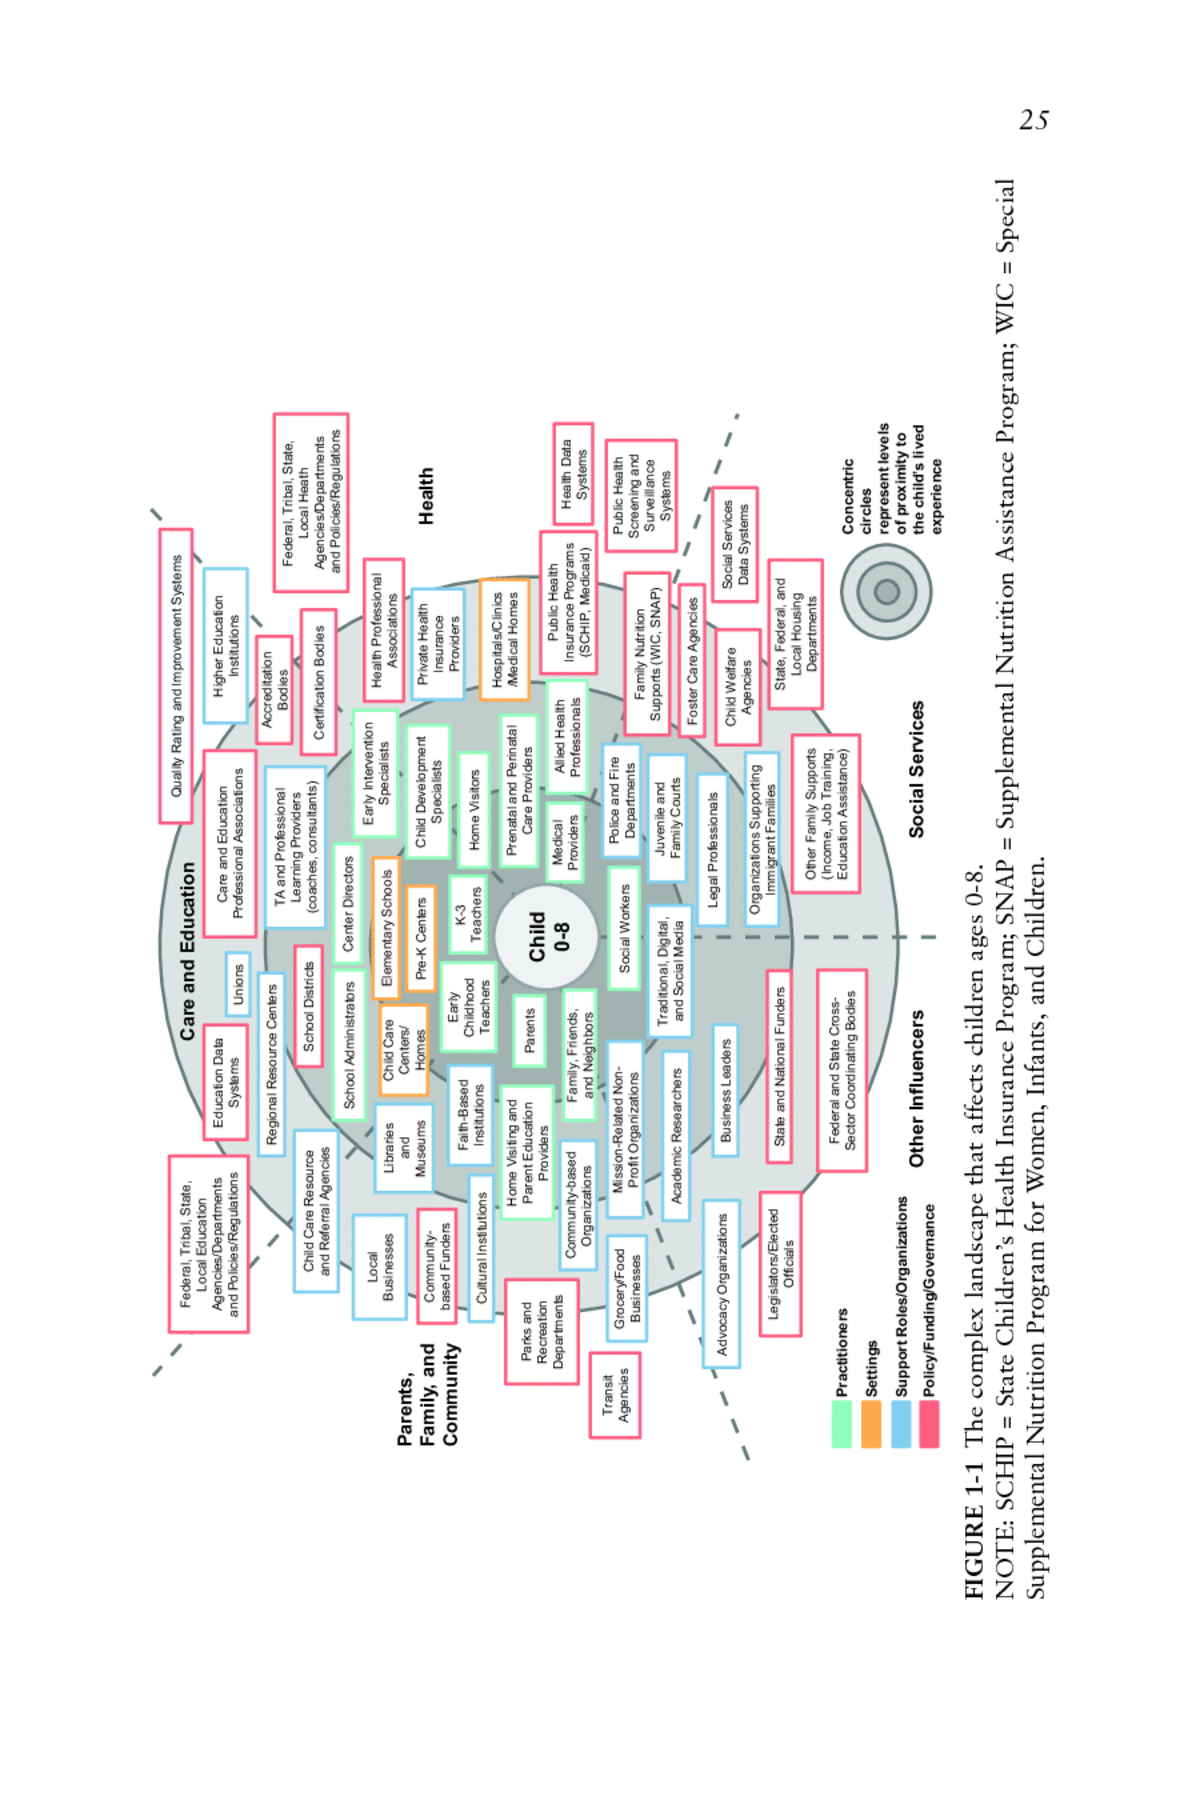 25
Care and Education
Federal, Tribal, State,
Local Education
Agencies/Departments
and Policies/Regulations
Education Data
Systems
Unions
Care and Education
Professional Associations
Quality Rating and Improvement Systems
Higher Education
Institutions
Regional Resource Centers
TA and Professional
Learning Providers
(coaches, consultants)
Accreditation
Bodies
Certification Bodies
Child Care Resource
and Referral Agencies
School Districts
School Administrators
Center Directors
Elementary Schools
Child Care
Centers/
Homes
Pre-K Centers
Early
Childhood
Teachers
K-3
Teachers
Health
Federal, Tribal, State,
Local Heath
Agencies/Departments
and Policies/Regulations
Health Professional
Associations
Early Intervention
Specialists
Private Health
Insurance
Providers
Child Development
Specialists
Home Visitors
Hospitals/Clinics
/Medical Homes
Prenatal and Perinatal
Care Providers
Allied Health
Professionals
Medical
Providers
Public Health
Insurance Programs
(SCHIP, Medicaid)
Health Data
Systems
Public Health
Screening and
Surveillance
Systems
Family Nutrition
Supports (WIC, SNAP)
Child
0-8
Parents,
Family, and
Community
Libraries
and
Museums
Local
Businesses
Community-
based Funders
Faith-Based
Institutions
Cultural Institutions
Parents
Home Visiting and
Parent Education
Providers
Family, Friends,
and Neighbors
Community-based
Organizations
Parks and
Recreation
Departments
Grocery/Food
Businesses
Transit
Agencies
Mission-Related Non-
Profit Organizations
Social Services
Social Workers
Police and Fire
Departments
Juvenile and
Family Courts
Legal Professionals
Foster Care Agencies
Child Welfare
Agencies
Social Services
Data Systems
State, Federal, and
Local Housing
Departments
Organizations Supporting
Immigrant Families
Other Family Supports
(Income, Job Training,
Education Assistance)
Other Influencers
Traditional, Digital,
and Social Media
Academic Researchers
Business Leaders
Advocacy Organizations
State and National Funders
Legislators/Elected
Officials
Federal and State Cross-
Sector Coordinating Bodies
Practitioners
Settings
Support Roles/Organizations
Policy/Funding/Governance
Concentric
circles
represent levels
of proximity to
the child's lived
experience
FIGURE 1-1 The complex landscape that affects children ages 0-8.
NOTE: SCHIP = State Children's Health Insurance Program; SNAP = Supplemental Nutrition Assistance Program; WIC = Special
Supplemental Nutrition Program for Women, Infants, and Children.